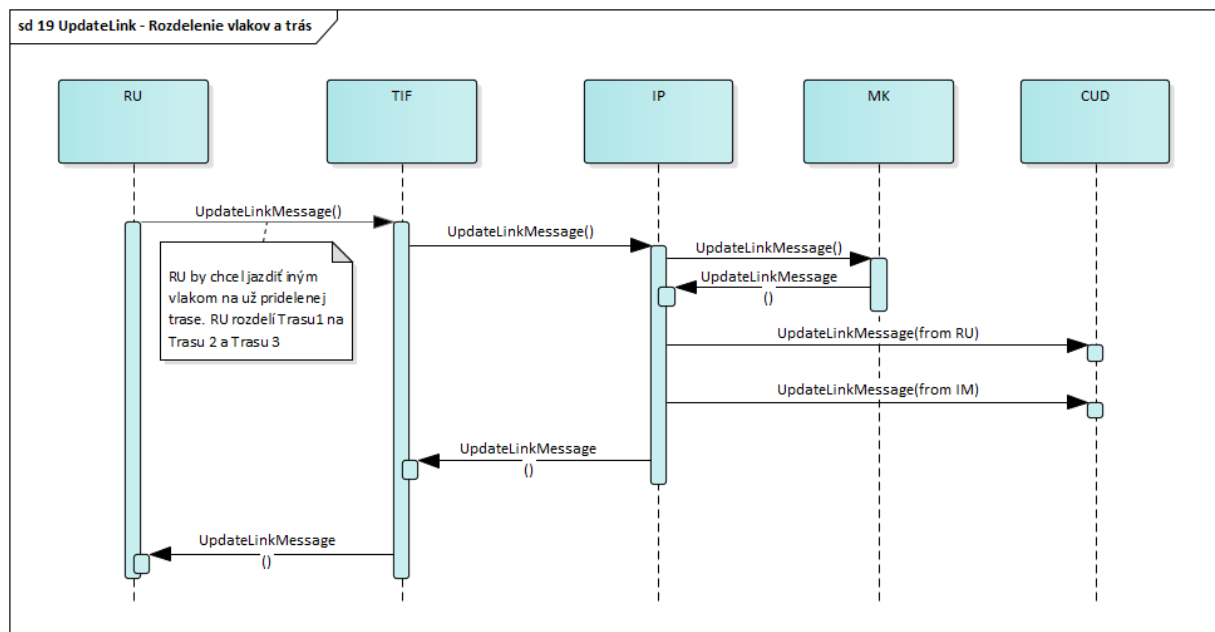 sd 19 UpdateLink - Rozdelenie vlakov a trás
RU
TIF
IP
MK
CUD
UpdateLinkMessage()
UpdateLinkMessage()
UpdateLinkMessage()
UpdateLinkMessage
()
RU by chcel jazdiť iným
vlakom na už pridelenej
trase. RU rozdelí Trasu1 na
Trasu 2 a Trasu 3
UpdateLinkMessage(from RU)
UpdateLinkMessage(from IM)
UpdateLinkMessage
()
UpdateLinkMessage
()